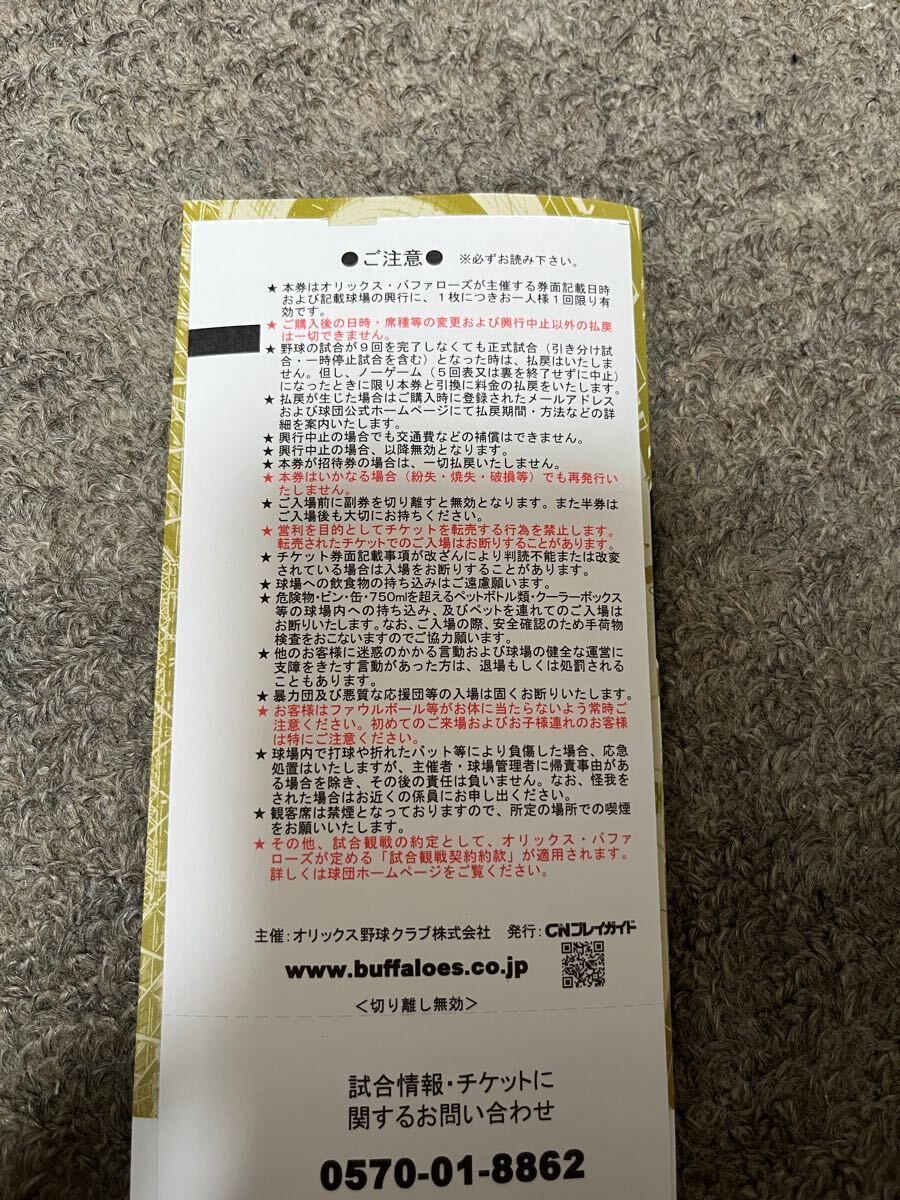 ●ご注意● ※必ずお読み下さい。
★ 本券はオリックス・バファローズが主催する券面記載日時
および記載球場の興行に、1枚につきお一人様1回限り有
効です。
★ ご購入後の日時・席種等の変更および興行中止以外の払戻
は一切できません。
★ 野球の試合が9回を完了しなくても正式試合（引き分け試
合・一時停止試合を含む）となった時は、払戻はいたしま
せん。但し、ノーゲーム（5回表又は裏を終了せずに中止）
になったときに限り本券と引換に料金の払戻をいたします。
★ 払戻が生じた場合はご購入時に登録されたメールアドレス
および球団公式ホームページにて払戻期間・方法などの詳
細を案内いたします。
★ 興行中止の場合でも交通費などの補償はできません。
★ 興行中止の場合、以降無効となります。
★ 本券が招待券の場合は、一切払戻いたしません。
★ 本券はいかなる場合（紛失・焼失・破損等）でも再発行い
たしません。
★ ご入場前に副券を切り離すと無効となります。また半券は
ご入場後も大切にお持ちください。
★ 営利を目的としてチケットを転売する行為を禁止します。
転売されたチケットでのご入場はお断りすることがあります。
★ チケット券面記載事項が改ざんにより判読不能または改変
されている場合は入場をお断りすることがあります。
★ 球場への飲食物の持ち込みはご遠慮願います。
★ 危険物・ビン・缶・750mlを超えるペットボトル類・クーラーボックス
等の球場内への持ち込み、及びペットを連れてのご入場は
お断りいたします。なお、ご入場の際、安全確認のため手荷物
検査をおこないますのでご協力願います。
★ 他のお客様に迷惑のかかる言動および球場の健全な運営に
支障をきたす言動があった方は、退場もしくは処罰される
こともあります。
★ 暴力団及び悪質な応援団等の入場は固くお断りいたします。
★ お客様はファウルボール等がお体に当たらないよう常時ご
注意ください。初めてのご来場およびお子様連れのお客様
は特にご注意ください。
★ 球場内で打球や折れたバット等により負傷した場合、応急
処置はいたしますが、主催者・球場管理者に帰責事由があ
る場合を除き、その後の責任は負いません。なお、怪我を
された場合はお近くの係員にお申し出ください。
★ 観客席は禁煙となっておりますので、所定の場所での喫煙
をお願いいたします。
★ その他、試合観戦の約定として、オリックス・バファ
ローズが定める「試合観戦契約約款」が適用されます。
詳しくは球団ホームページをご覧ください。
主催：オリックス野球クラブ株式会社 発行：CNプレイガイド
www.buffaloes.co.jp
＜切り離し無効＞
試合情報・チケットに
関するお問い合わせ
0570-01-8862